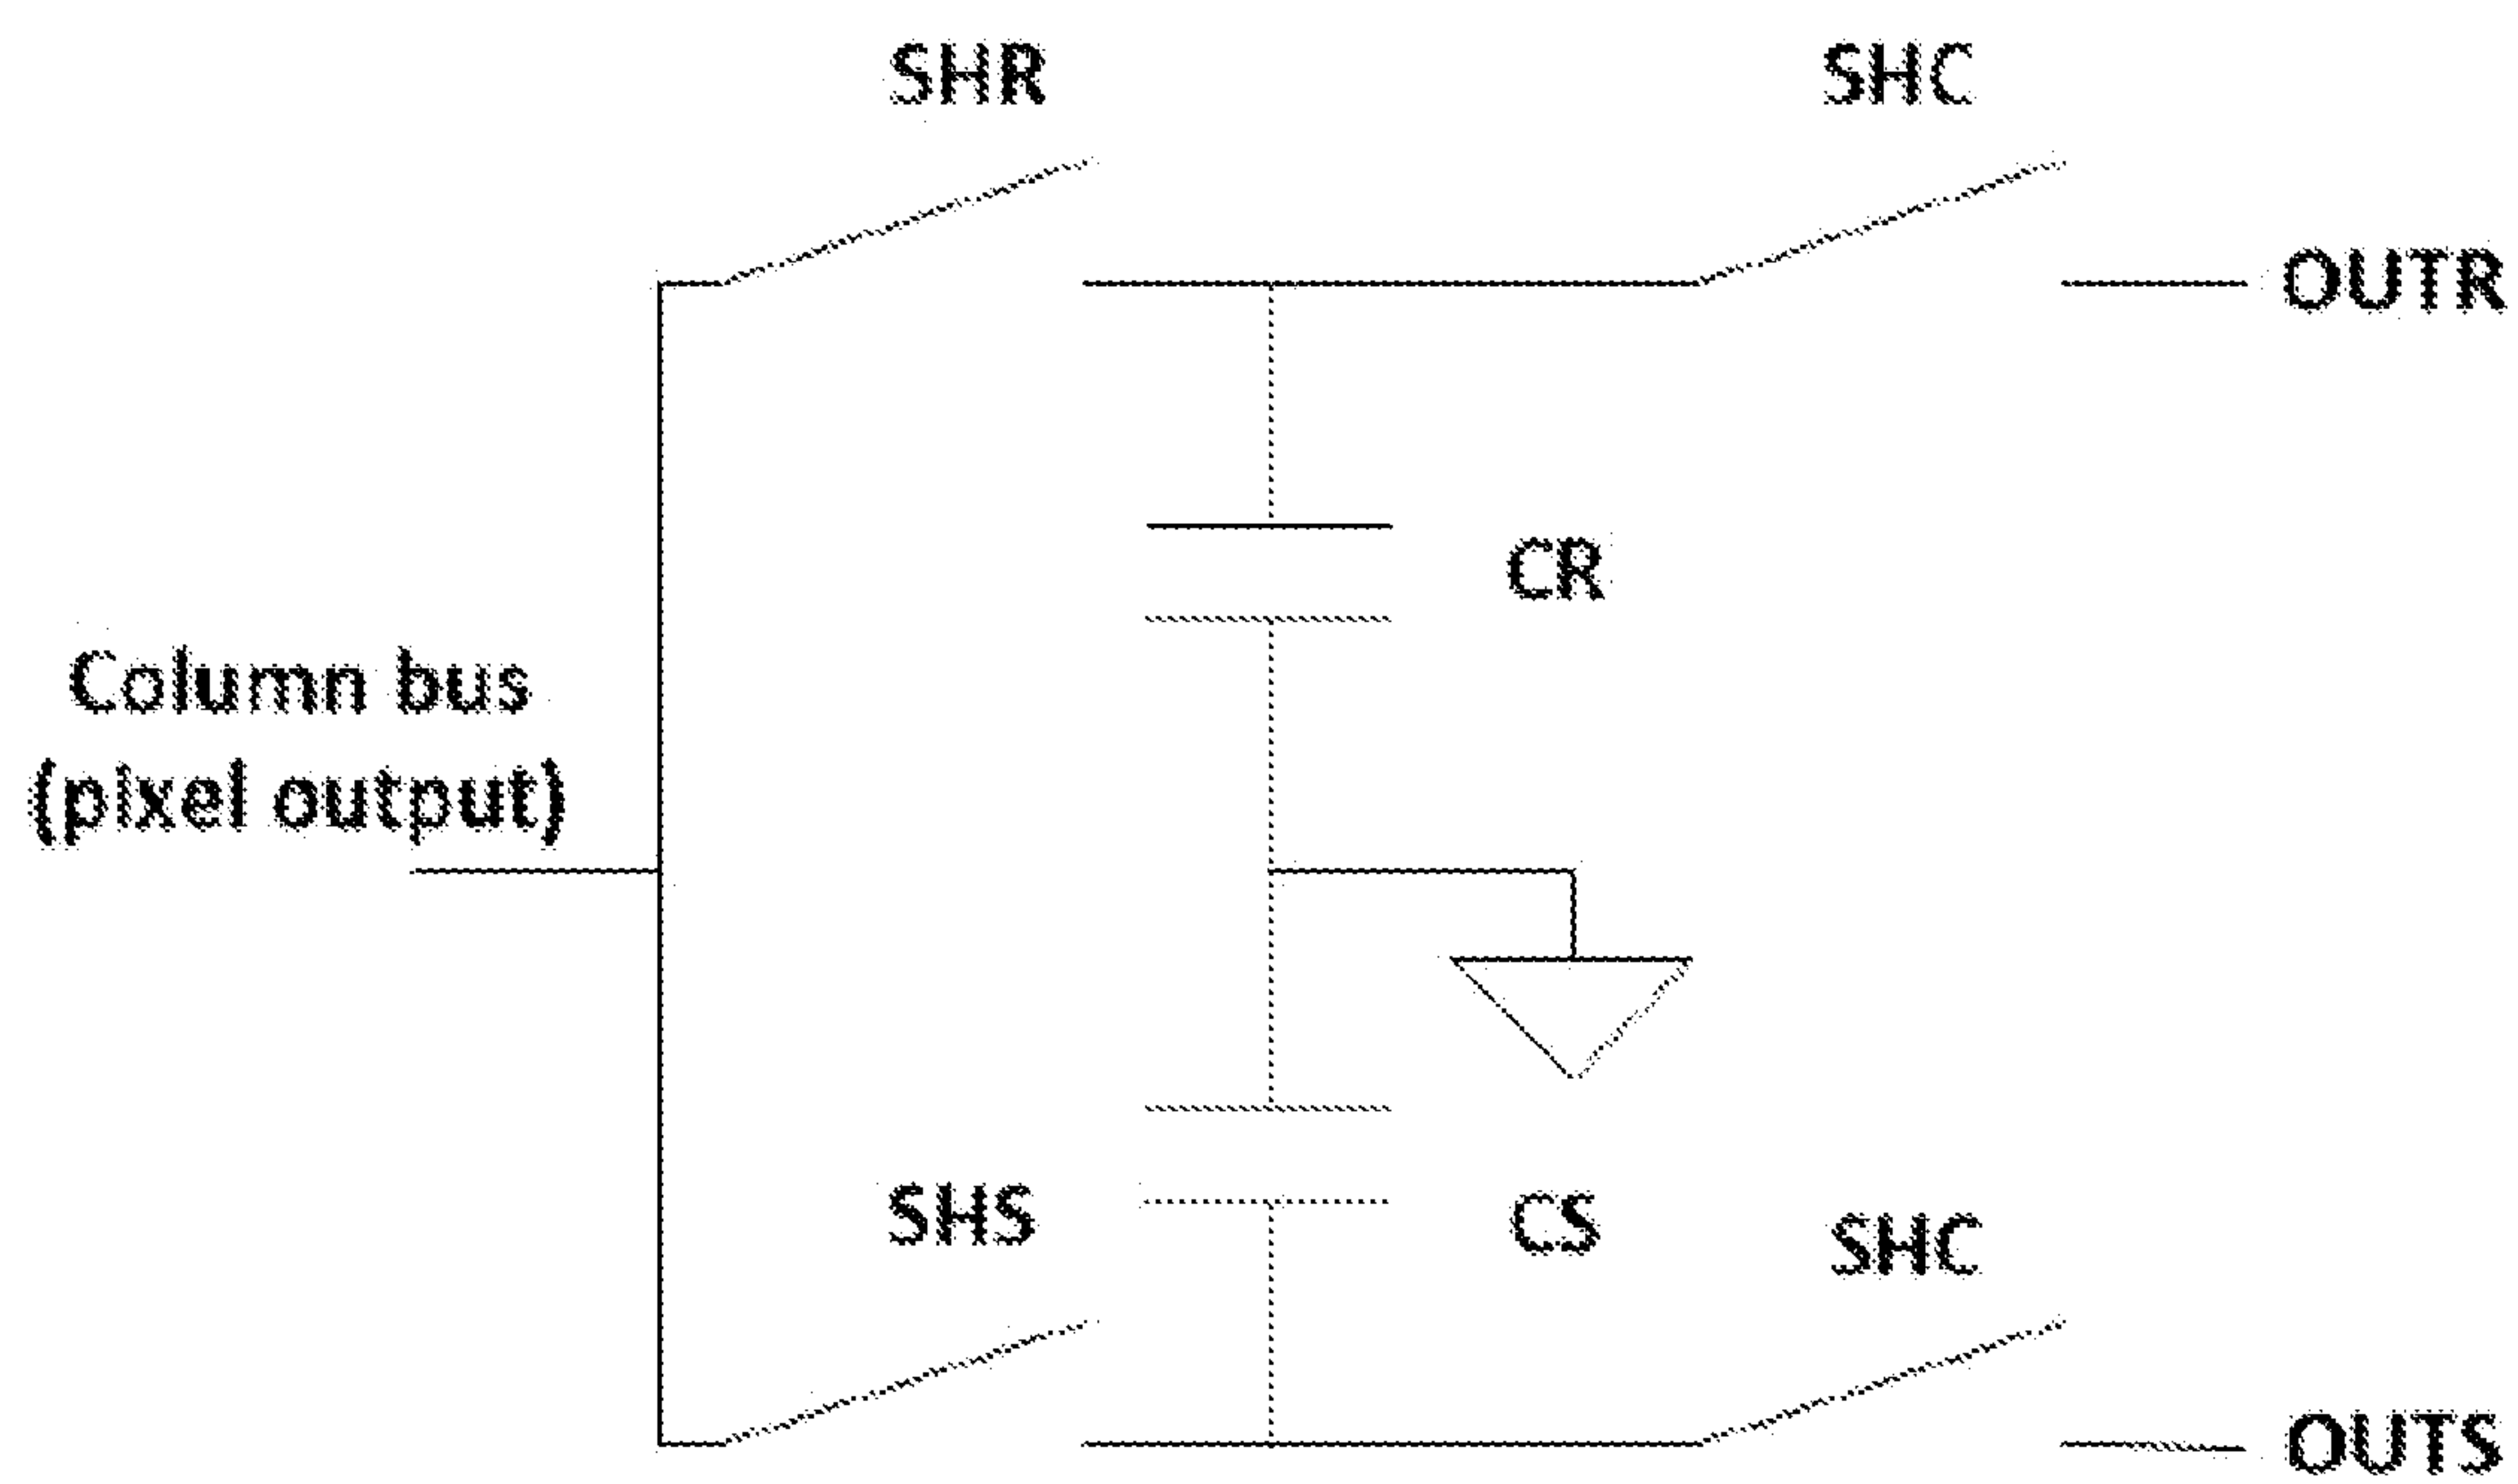 SHR
SHC
OUTR
CR
Column bus
(pixel output)
SHS
CS
SHC
OUTS